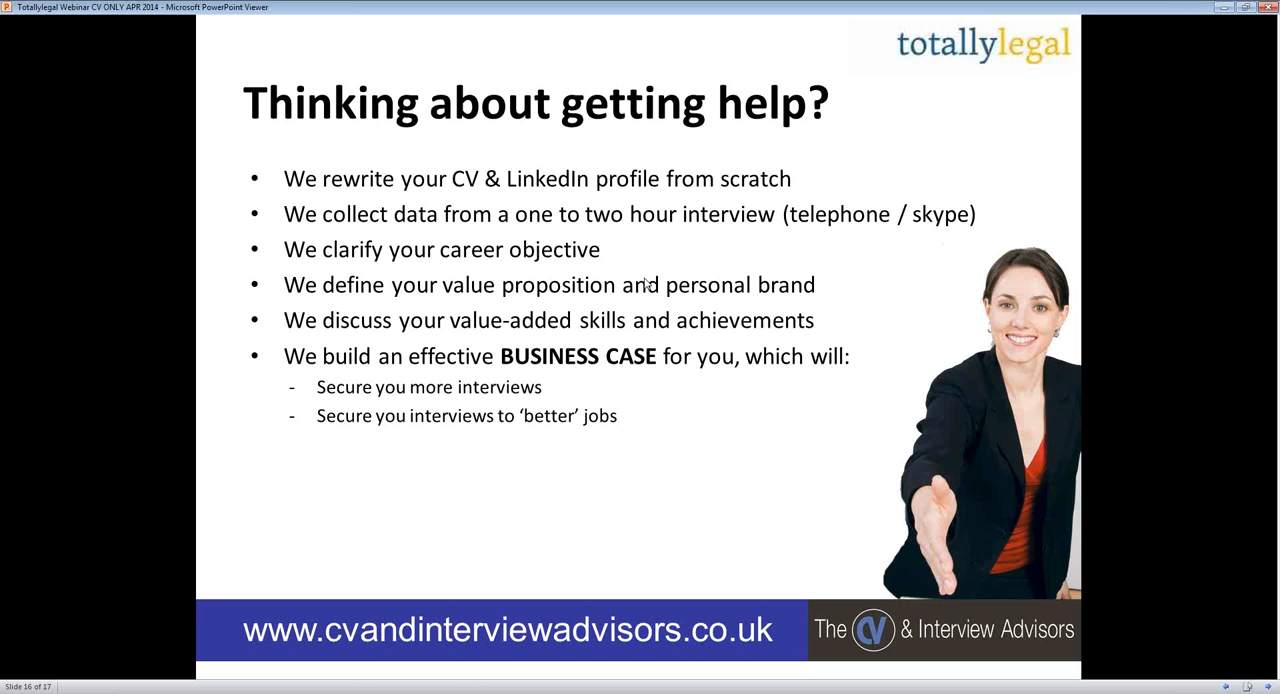 Totallylegal Webinar CV ONLY APR 2014 - Microsoft PowerPoint Viewer
totallylegal
Thinking about getting help?
• We rewrite your CV & LinkedIn profile from scratch
• We collect data from a one to two hour interview (telephone / skype)
• We clarify your career objective
• We define your value proposition and personal brand
• We discuss your value-added skills and achievements
• We build an effective BUSINESS CASE for you, which will:
- Secure you more interviews
- Secure you interviews to ‘better’ jobs
www.cvandinterviewadvisors.co.uk
The CV & Interview Advisors
Slide 16 of 17